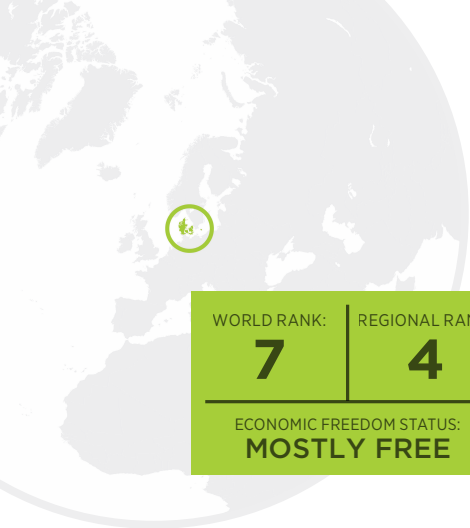 WORLD RANK:
7
REGIONAL RAN
4
ECONOMIC FREEDOM STATUS:
MOSTLY FREE